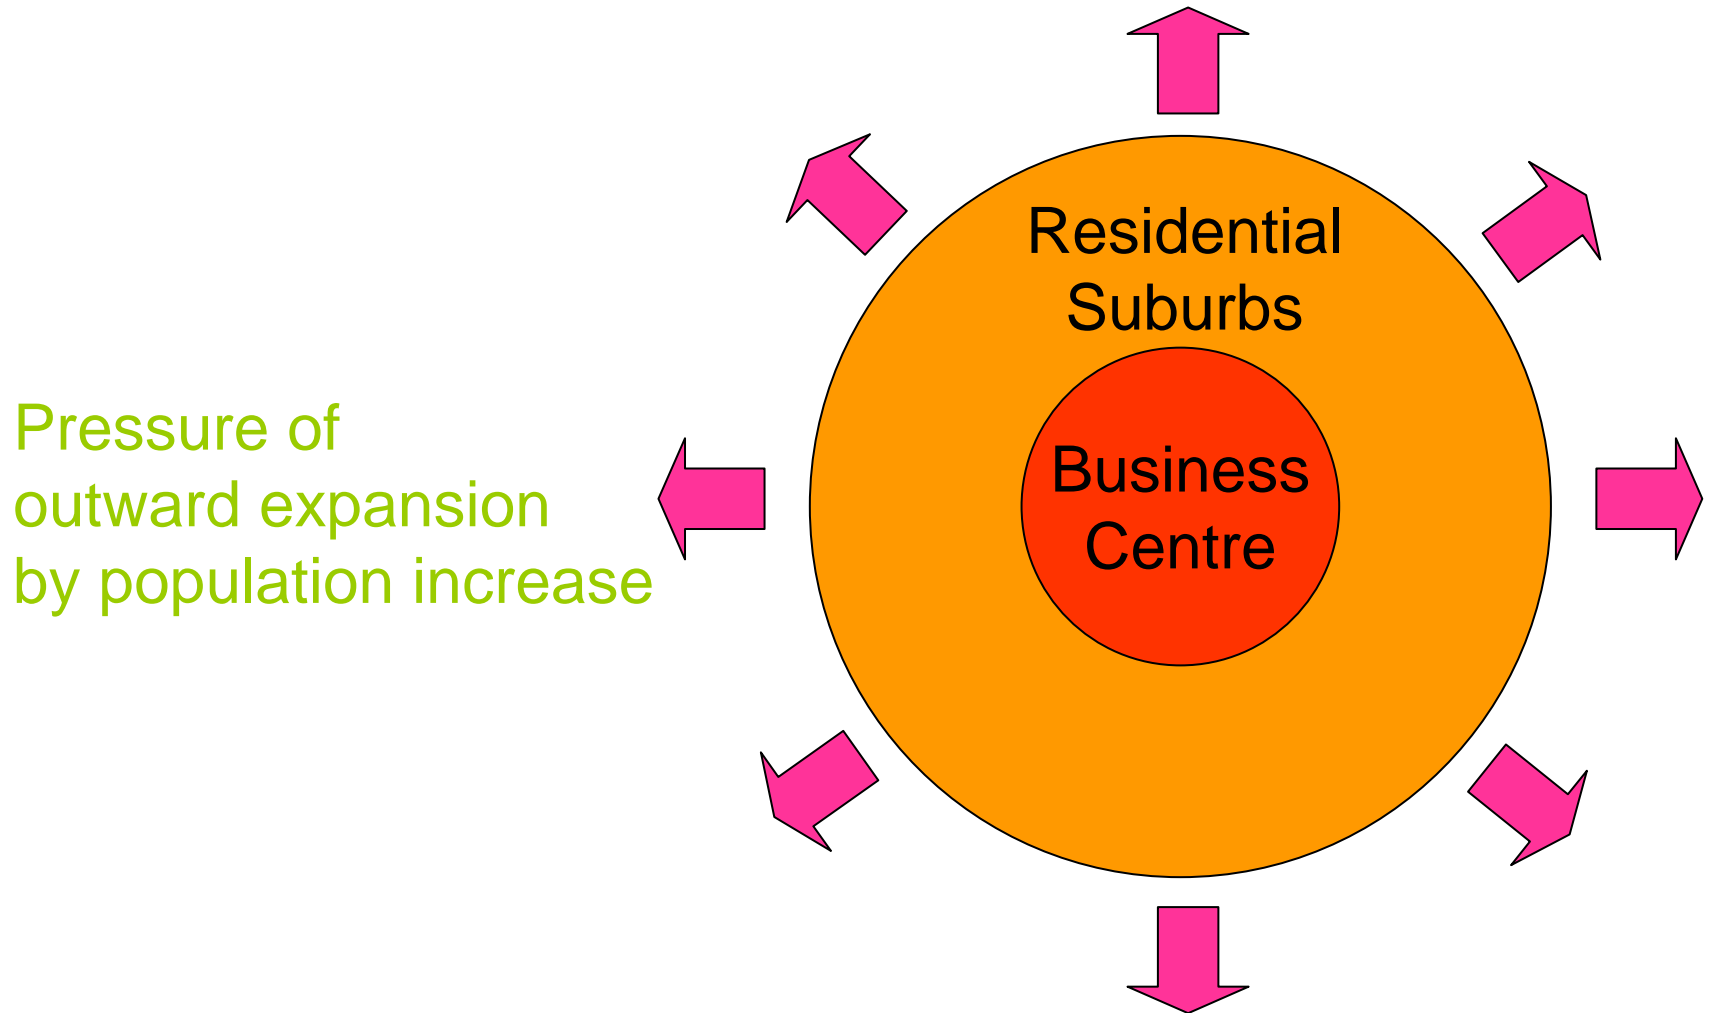 Residential
Suburbs
Pressure of
outward expansion
by population increase
Business
Centre